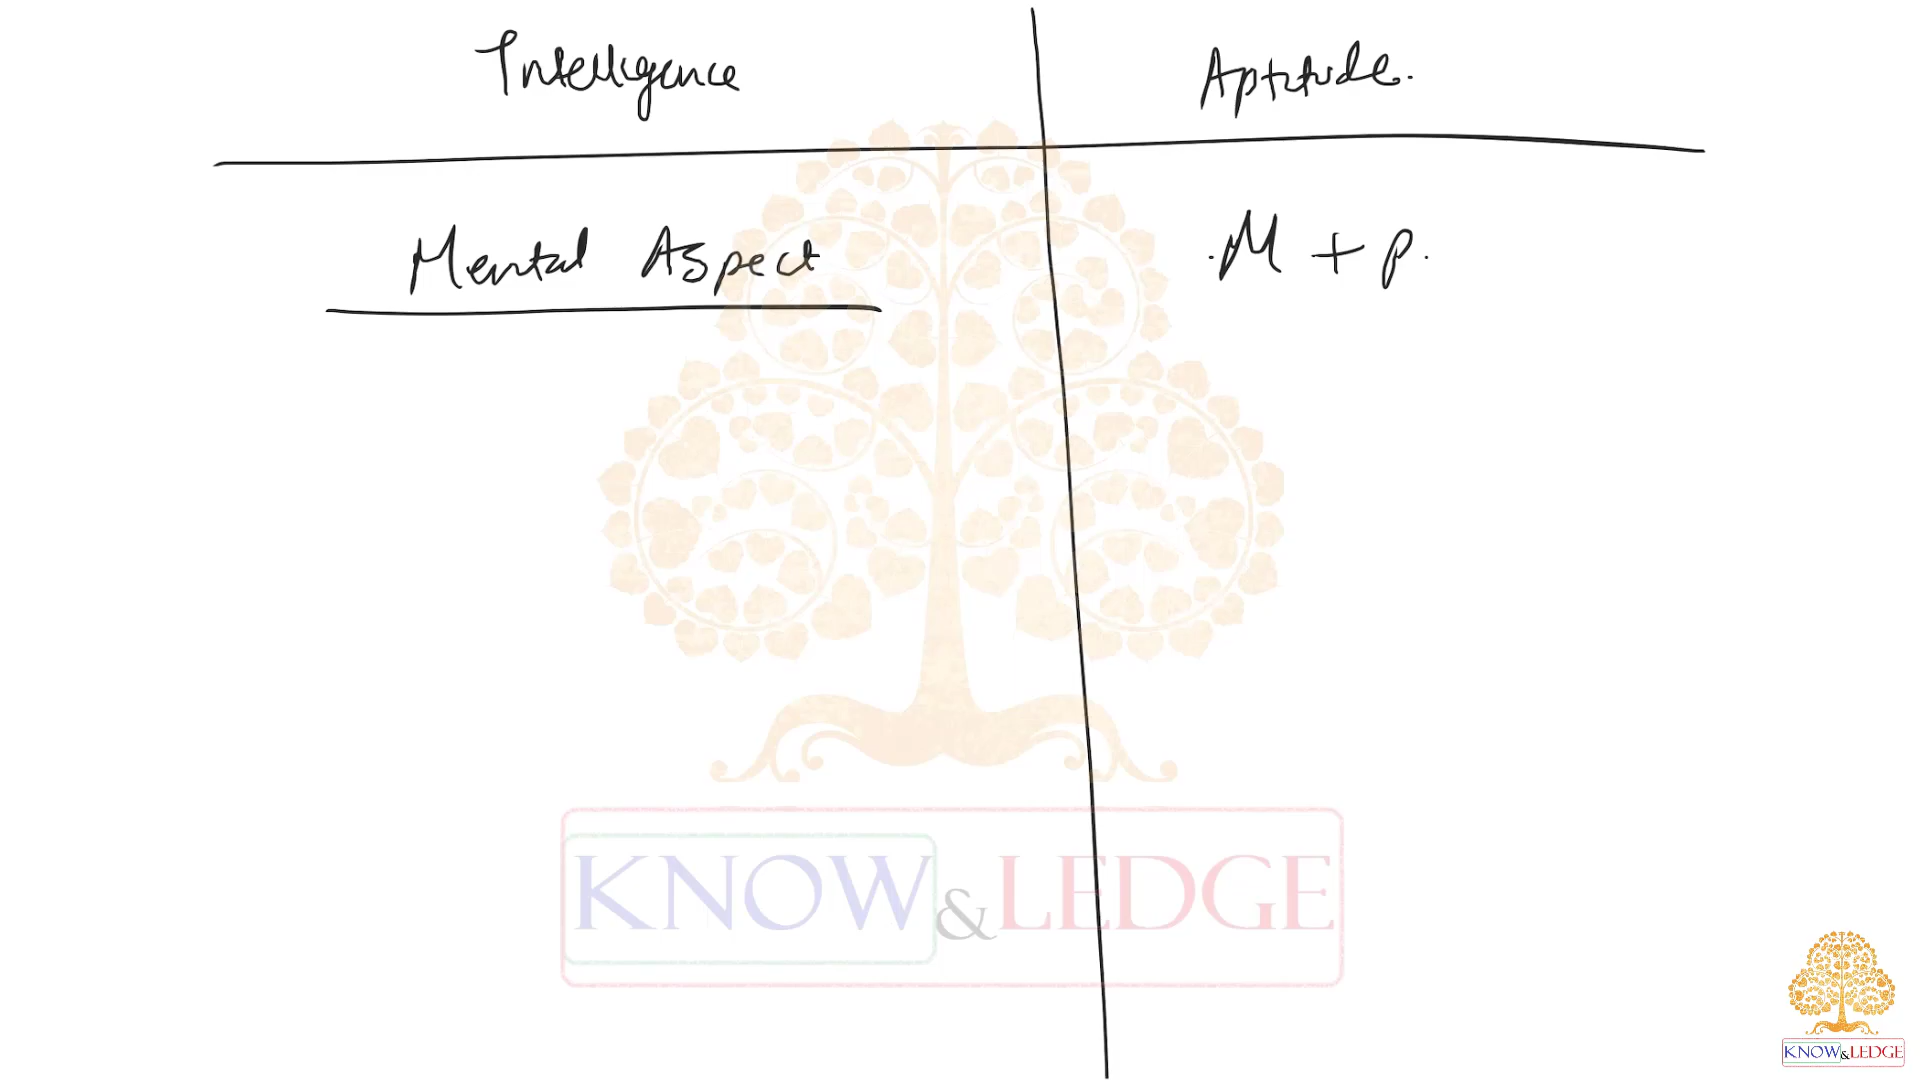 Intelligence
Aptitude.
Mental Aspect
.M + P.
KNOW&LEDGE
KNOW&LEDGE